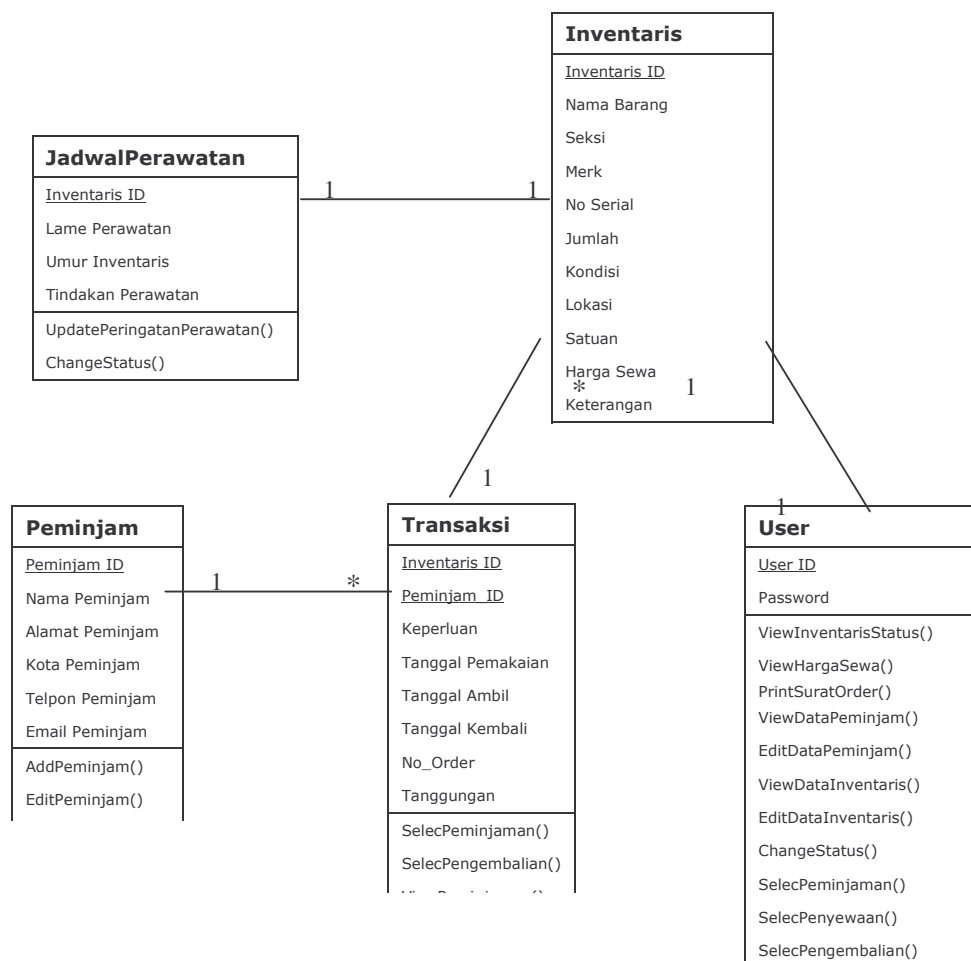 Inventaris
Inventaris ID
Nama Barang
Seksi
Merk
No Serial
Jumlah
Kondisi
Lokasi
Satuan
Harga Sewa
Keterangan
JadwalPerawatan
Inventaris ID
Lame Perawatan
Umur Inventaris
Tindakan Perawatan
UpdatePeringatanPerawatan()
ChangeStatus()
1
1
*
1
1
1
Peminjam
Peminjam ID
Nama Peminjam
Alamat Peminjam
Kota Peminjam
Telpon Peminjam
Email Peminjam
AddPeminjam()
EditPeminjam()
1
*
Transaksi
Inventaris ID
Peminjam_ID
Keperluan
Tanggal Pemakaian
Tanggal Ambil
Tanggal Kembali
No_Order
Tanggungan
SelecPeminjaman()
SelecPengembalian()
User
User ID
Password
ViewInventarisStatus()
ViewHargaSewa()
PrintSuratOrder()
ViewDataPeminjam()
EditDataPeminjam()
ViewDataInventaris()
EditDataInventaris()
ChangeStatus()
SelecPeminjaman()
SelecPenyewaan()
SelecPengembalian()